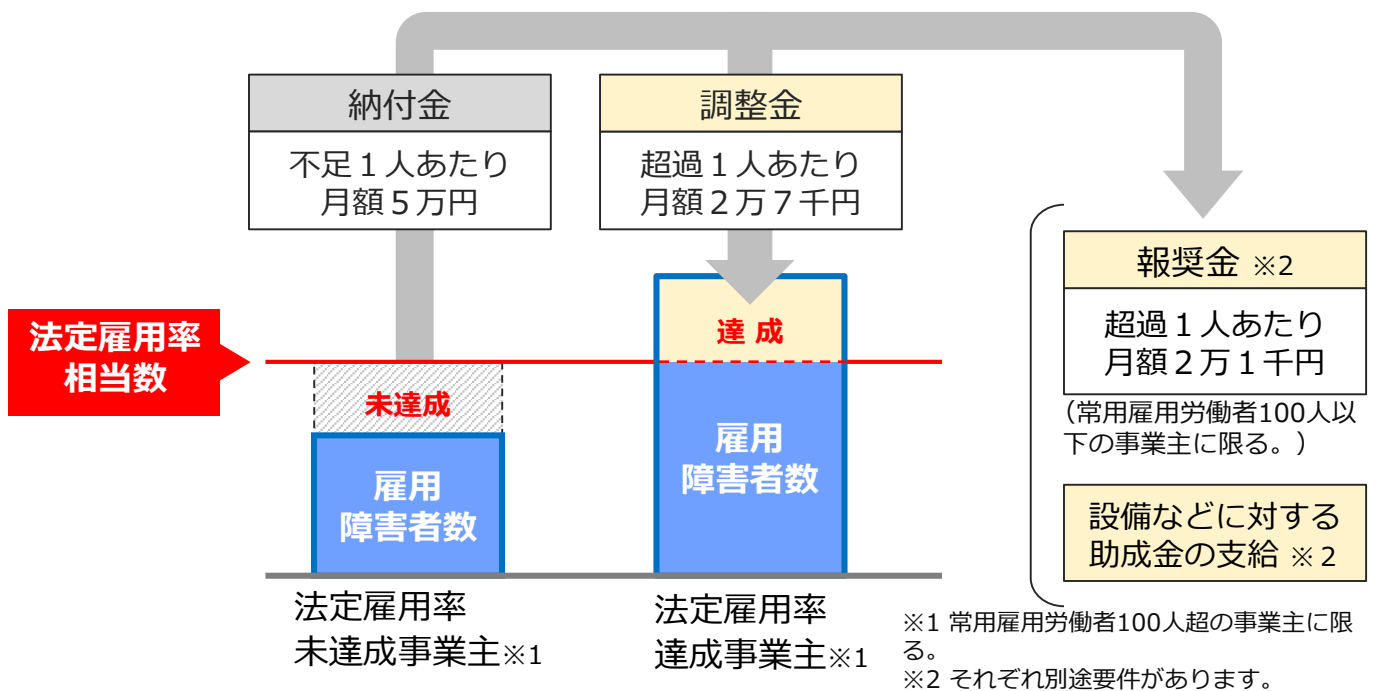 納付金
不足１人あたり
月額５万円
調整金
超過１人あたり
月額２万７千円
法定雇用率
相当数
未達成
雇用
障害者数
達 成
雇用
障害者数
法定雇用率
未達成事業主※1
法定雇用率
達成事業主※1
報奨金 ※2
超過１人あたり
月額２万１千円
（常用雇用労働者100人以
下の事業主に限る。）
設備などに対する
助成金の支給 ※２
※1 常用雇用労働者100人超の事業主に限
る。
※2 それぞれ別途要件があります。